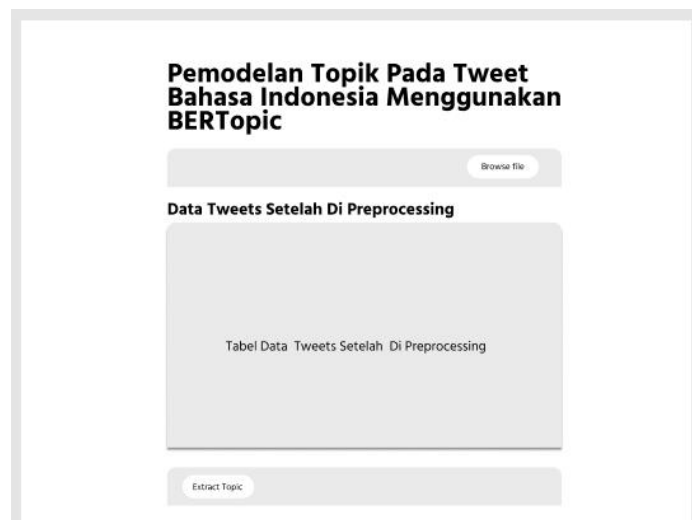 Pemodelan Topik Pada Tweet
Bahasa Indonesia Menggunakan
BERTopic
Browse file
Data Tweets Setelah Di Preprocessing
Tabel Data Tweets Setelah Di Preprocessing
Extract Topic